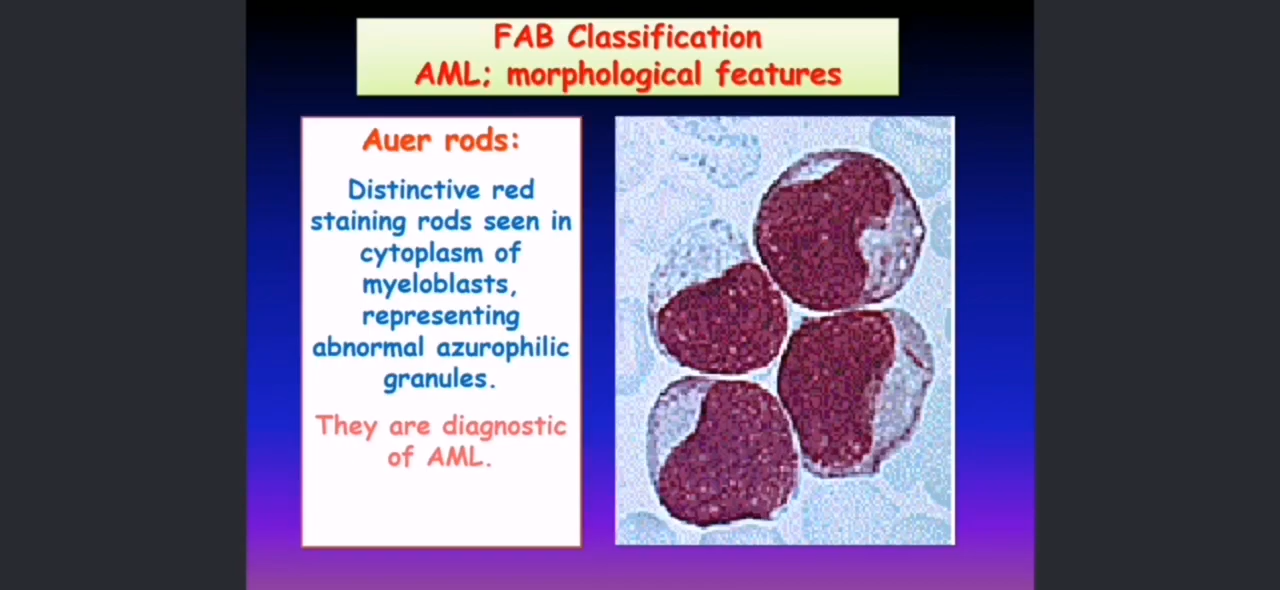 FAB Classification
AML; morphological features
Auer rods:
Distinctive red
staining rods seen in
cytoplasm of
myeloblasts,
representing
abnormal azurophilic
granules.
They are diagnostic
of AML.